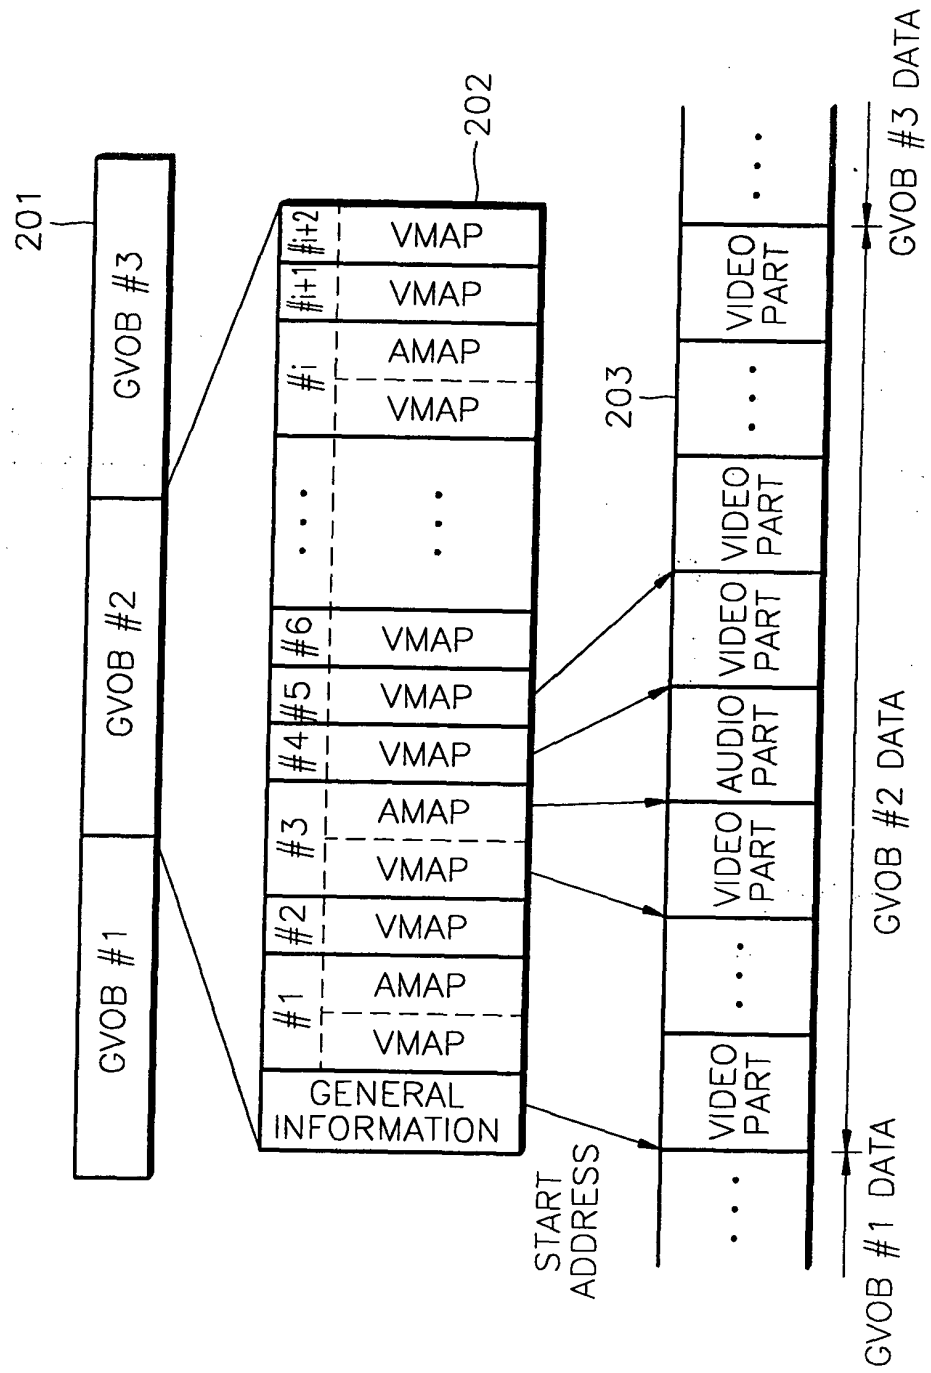 201
GVOB #1
GVOB #2
GVOB #3
202
#1
#2
#3
#4
#5
#6
#i
#i+1
#i+2
GENERAL
INFORMATION
VMAP
AMAP
VMAP
VMAP
AMAP
VMAP
VMAP
VMAP
VMAP
AMAP
VMAP
VMAP
START
ADDRESS
203
VIDEO
PART
VIDEO
PART
AUDIO
PART
VIDEO
PART
VIDEO
PART
VIDEO
PART
GVOB #1 DATA
GVOB #2 DATA
GVOB #3 DATA